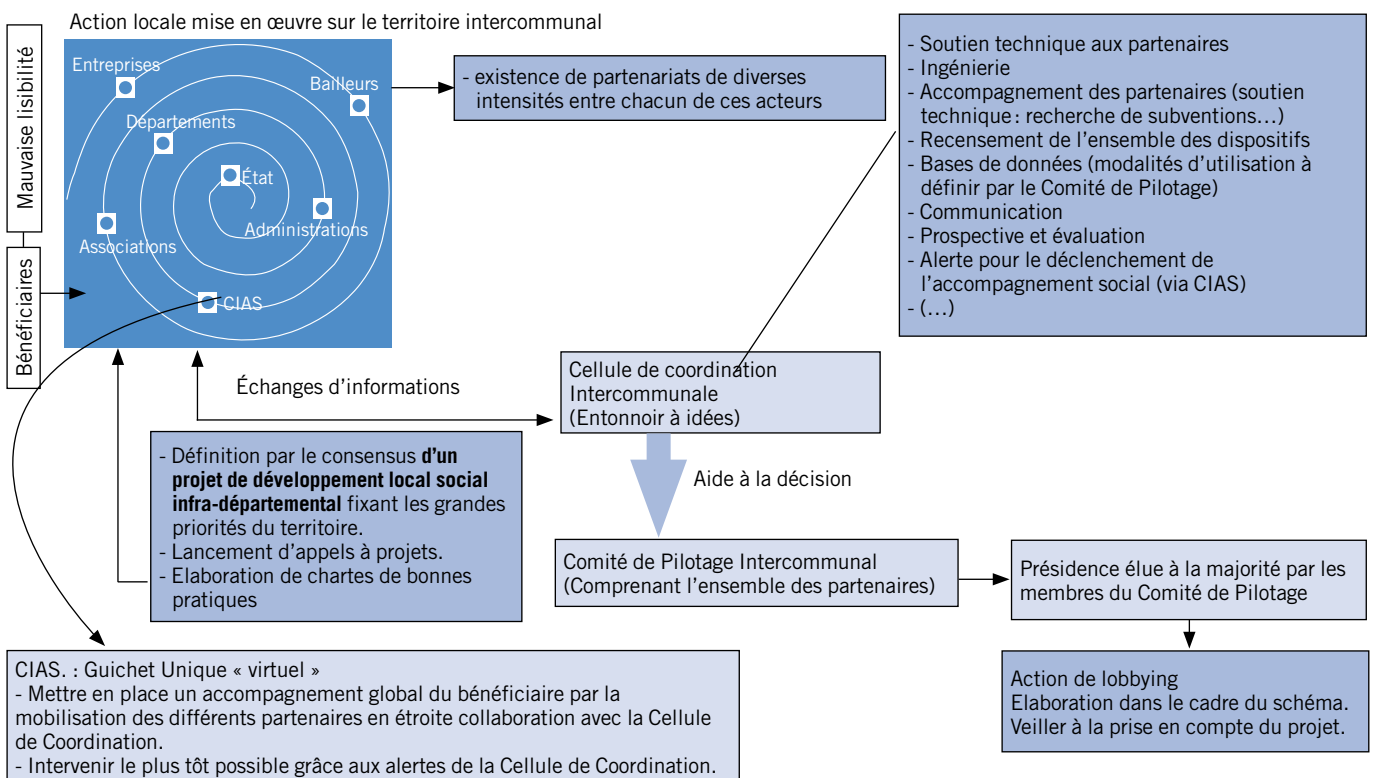 Action locale mise en œuvre sur le territoire intercommunal
Mauvaise lisibilité
Bénéficiaires
Entreprises
Bailleurs
Départements
État
Administrations
Associations
CIAS
- existence de partenariats de diverses
intensités entre chacun de ces acteurs
- Soutien technique aux partenaires
- Ingénierie
- Accompagnement des partenaires (soutien
technique : recherche de subventions…)
- Recensement de l’ensemble des dispositifs
- Bases de données (modalités d’utilisation à
définir par le Comité de Pilotage)
- Communication
- Prospective et évaluation
- Alerte pour le déclenchement de
l’accompagnement social (via CIAS)
- (…)
Échanges d’informations
Cellule de coordination
Intercommunale
(Entonnoir à idées)
- Définition par le consensus d’un
projet de développement local social
infra-départemental fixant les grandes
priorités du territoire.
- Lancement d’appels à projets.
- Elaboration de chartes de bonnes
pratiques
Aide à la décision
Comité de Pilotage Intercommunal
(Comprenant l’ensemble des partenaires)
Présidence élue à la majorité par les
membres du Comité de Pilotage
Action de lobbying
Elaboration dans le cadre du schéma.
Veiller à la prise en compte du projet.
CIAS. : Guichet Unique « virtuel »
- Mettre en place un accompagnement global du bénéficiaire par la
mobilisation des différents partenaires en étroite collaboration avec la Cellule
de Coordination.
- Intervenir le plus tôt possible grâce aux alertes de la Cellule de Coordination.